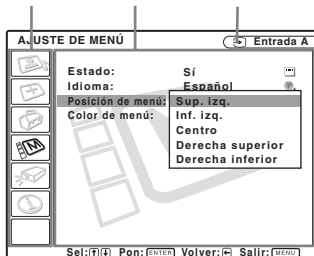 AJUSTE DE MENÚ Entrada A
Estado: Sí
Idioma: Español
Posición de menú: Sup. izq.
Color de menú: Inf. izq.
Centro
Derecha superior
Derecha inferior
Sel: Pon: ENTER Volver: Salir: MENU